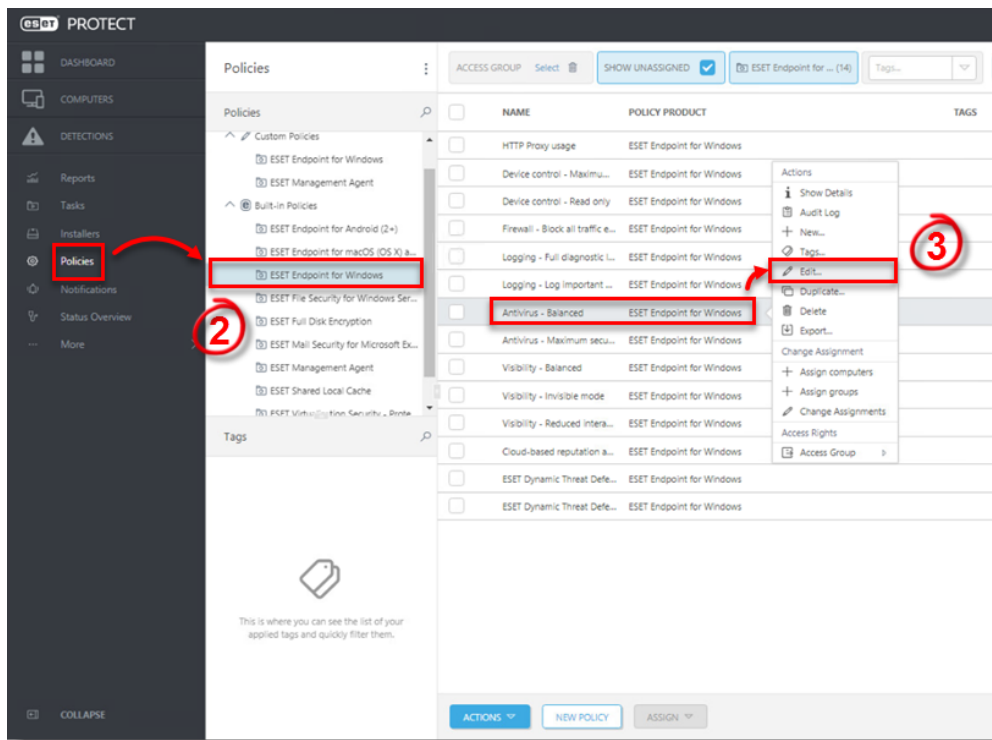 eset PROTECT
DASHBOARD
COMPUTERS
DETECTIONS
Reports
Tasks
Installers
Policies
Notifications
Status Overview
More
COLLAPSE
Policies
Policies
Custom Policies
ESET Endpoint for Windows
ESET Management Agent
Built-in Policies
ESET Endpoint for Android (2+)
ESET Endpoint for macOS (OS X) a...
ESET Endpoint for Windows
ESET File Security for Windows Ser...
ESET Full Disk Encryption
ESET Mail Security for Microsoft Ex...
ESET Management Agent
ESET Shared Local Cache
ESET Virtualization Security - Prote
2
Tags
This is where you can see the list of your
applied tags and quickly filter them.
ACCESS GROUP Select SHOW UNASSIGNED ESET Endpoint for ... (14) Tags...
NAME POLICY PRODUCT TAGS
HTTP Proxy usage ESET Endpoint for Windows
Device control - Maximu... ESET Endpoint for Windows
Device control - Read only ESET Endpoint for Windows
Firewall - Block all traffic e... ESET Endpoint for Windows
Logging - Full diagnostic l... ESET Endpoint for Windows
Logging - Log important ... ESET Endpoint for Windows
Antivirus - Balanced ESET Endpoint for Windows
Antivirus - Maximum secu... ESET Endpoint for Windows
Visibility - Balanced ESET Endpoint for Windows
Visibility - Invisible mode ESET Endpoint for Windows
Visibility - Reduced intera... ESET Endpoint for Windows
Cloud-based reputation a... ESET Endpoint for Windows
ESET Dynamic Threat Defe... ESET Endpoint for Windows
ESET Dynamic Threat Defe... ESET Endpoint for Windows
Actions
Show Details
Audit Log
New...
Tags...
Edit...
Duplicate...
Delete
Export...
Change Assignment
Assign computers
Assign groups
Change Assignments
Access Rights
Access Group
3
ACTIONS NEW POLICY ASSIGN